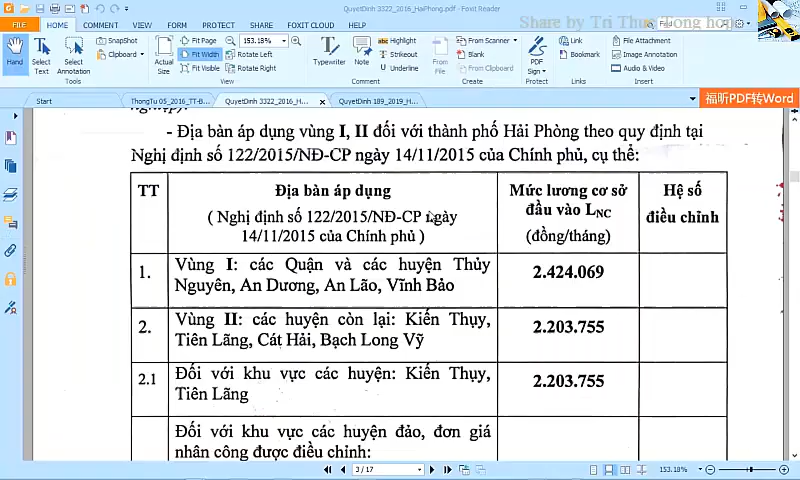 QuyetDinh 3322_2016_HaiPhong.pdf - Foxit Reader
Share by Tri Thuc Cong hong
FILE HOME COMMENT VIEW FORM PROTECT SHARE FOXIT CLOUD HELP
Hand
Select Text
Select Annotation
SnapShot
Clipboard
Actual Size
Fit Page
Fit Width
Fit Visible
153.18%
Rotate Left
Rotate Right
Typewriter
Note
Highlight
Strikeout
Underline
From File
From Scanner
Blank
From Clipboard
PDF Sign
Link
Bookmark
File Attachment
Image Annotation
Audio & Video
Tools View Comment Create Protect Links Insert
Start ThongTu 05_2016_TT-B... QuyetDinh 3322_2016_H... QuyetDinh 189_2019_H...
福昕PDF转Word
nghiệp).
- Địa bàn áp dụng vùng I, II đối với thành phố Hải Phòng theo quy định tại
Nghị định số 122/2015/NĐ-CP ngày 14/11/2015 của Chính phủ, cụ thể:
TT
Địa bàn áp dụng
( Nghị định số 122/2015/NĐ-CP ngày
14/11/2015 của Chính phủ )
Mức lương cơ sở
đầu vào LNC
(đồng/tháng)
Hệ số
điều chỉnh
1.
Vùng I: các Quận và các huyện Thủy
Nguyên, An Dương, An Lão, Vĩnh Bảo
2.424.069
2.
Vùng II: các huyện còn lại: Kiến Thụy,
Tiên Lãng, Cát Hải, Bạch Long Vỹ
2.203.755
2.1
Đối với khu vực các huyện: Kiến Thụy,
Tiên Lãng
2.203.755
Đối với khu vực các huyện đảo, đơn giá
nhân công được điều chỉnh:
3 / 17
153.18%